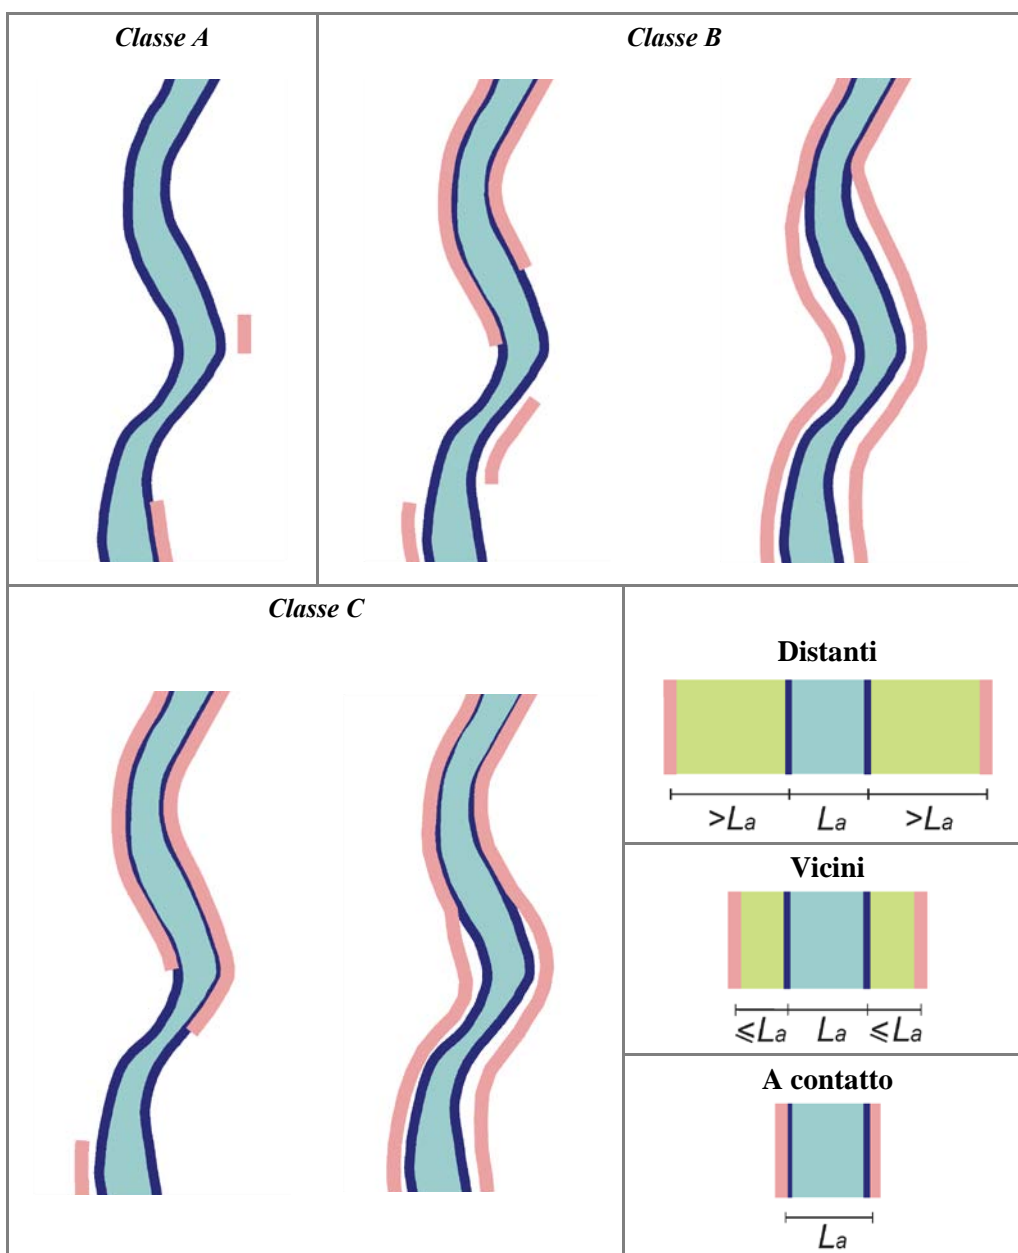 Classe A
Classe B
Classe C
Distanti
>La La >La
Vicini
≤La La ≤La
A contatto
La